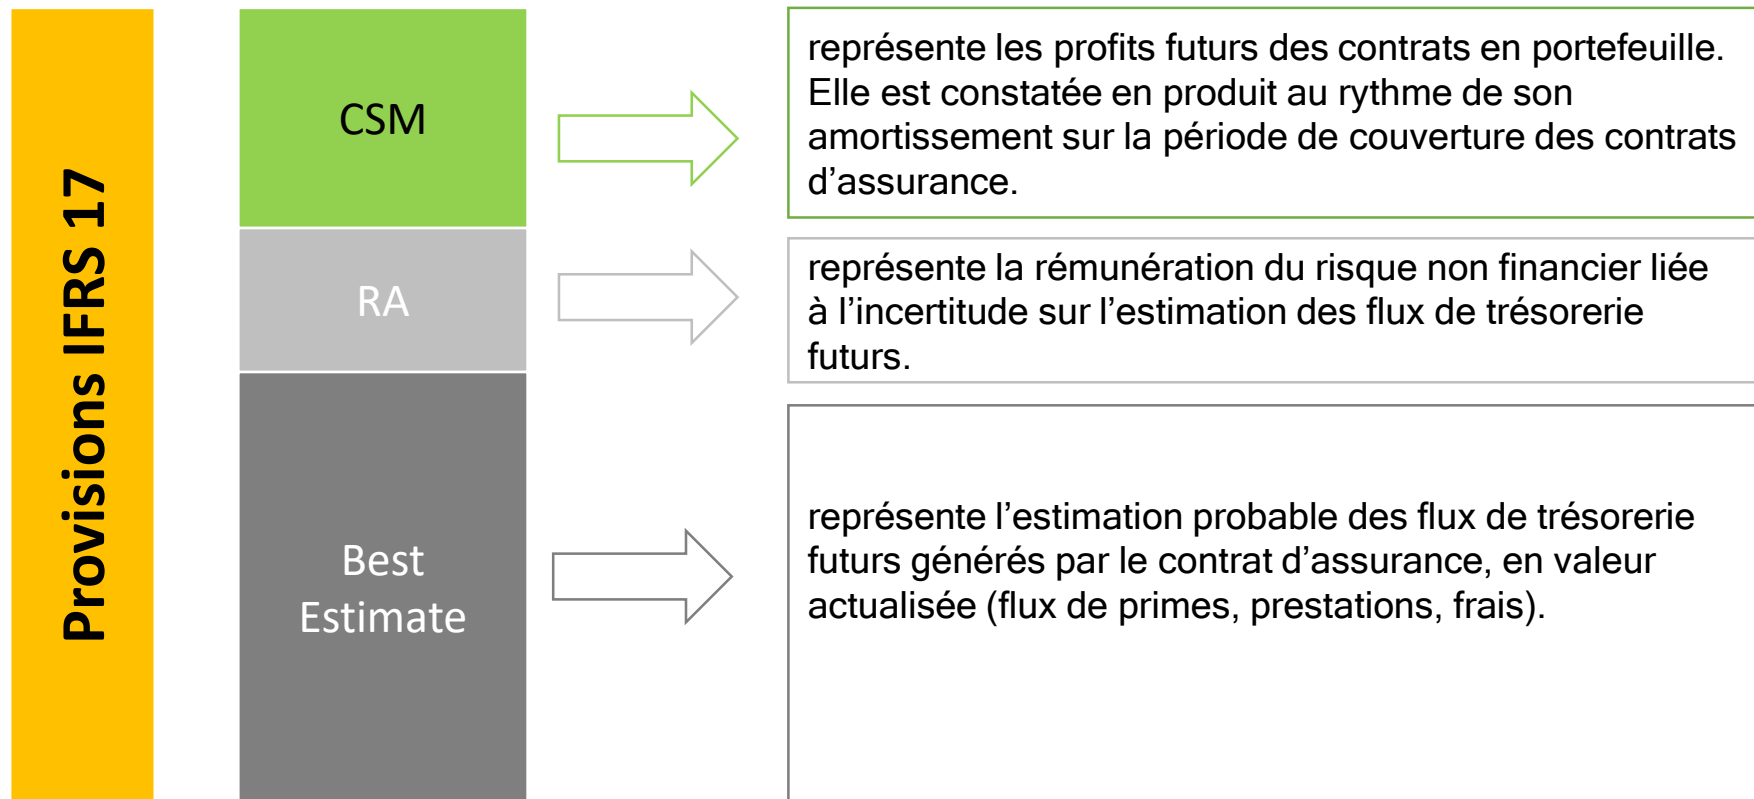 Provisions IFRS 17
CSM
représente les profits futurs des contrats en portefeuille.
Elle est constatée en produit au rythme de son
amortissement sur la période de couverture des contrats
d’assurance.
RA
représente la rémunération du risque non financier liée
à l’incertitude sur l’estimation des flux de trésorerie
futurs.
Best
Estimate
représente l’estimation probable des flux de trésorerie
futurs générés par le contrat d’assurance, en valeur
actualisée (flux de primes, prestations, frais).